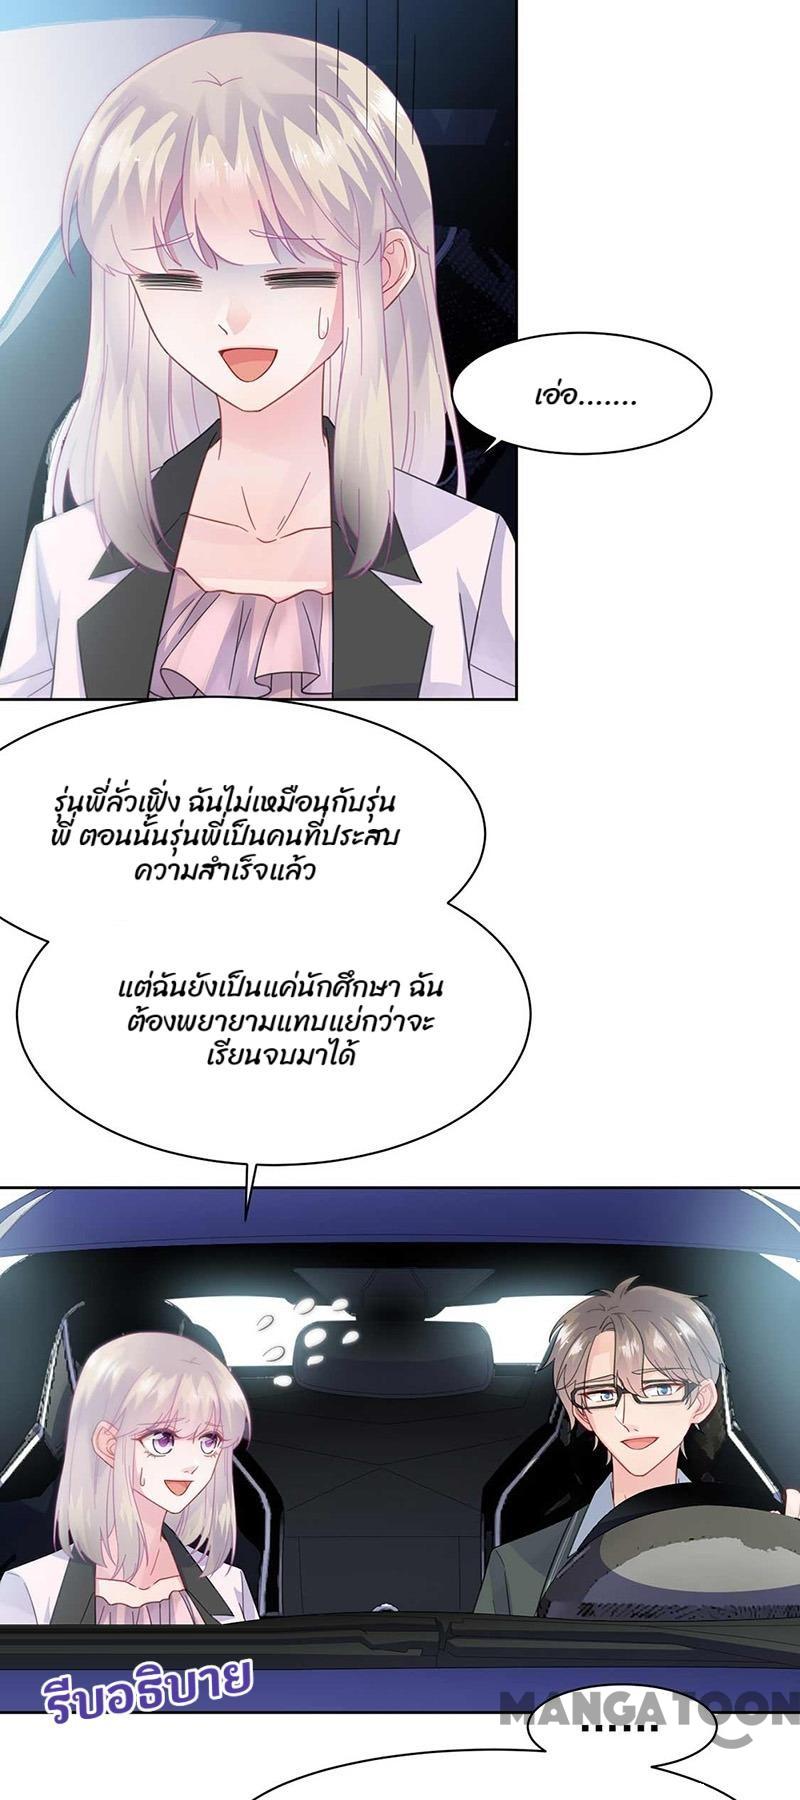 เอ่อ.......
รุ่นพี่ลั่วเฟิ่ง ฉันไม่เหมือนกับรุ่น
พี่ ตอนนั้นรุ่นพี่เป็นคนที่ประสบ
ความสำเร็จแล้ว
แต่ฉันยังเป็นแค่นักศึกษา ฉัน
ต้องพยายามแทบแย่กว่าจะ
เรียนจบมาได้
รีบอธิบาย
MANGATOON
......